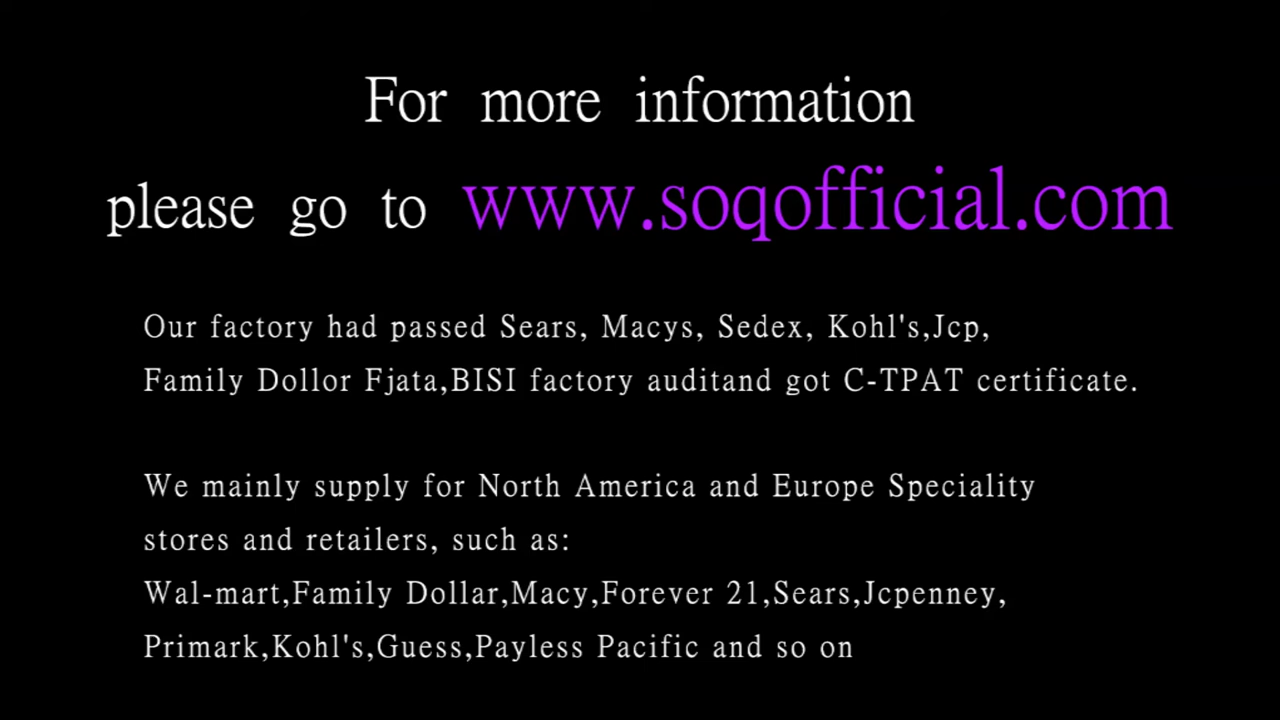 For more information
please go to www.soqofficial.com
Our factory had passed Sears, Macys, Sedex, Kohl's,Jcp,
Family Dollor Fjata,BISI factory auditand got C-TPAT certificate.
We mainly supply for North America and Europe Speciality
stores and retailers, such as:
Wal-mart,Family Dollar,Macy,Forever 21,Sears,Jcpenney,
Primark,Kohl's,Guess,Payless Pacific and so on